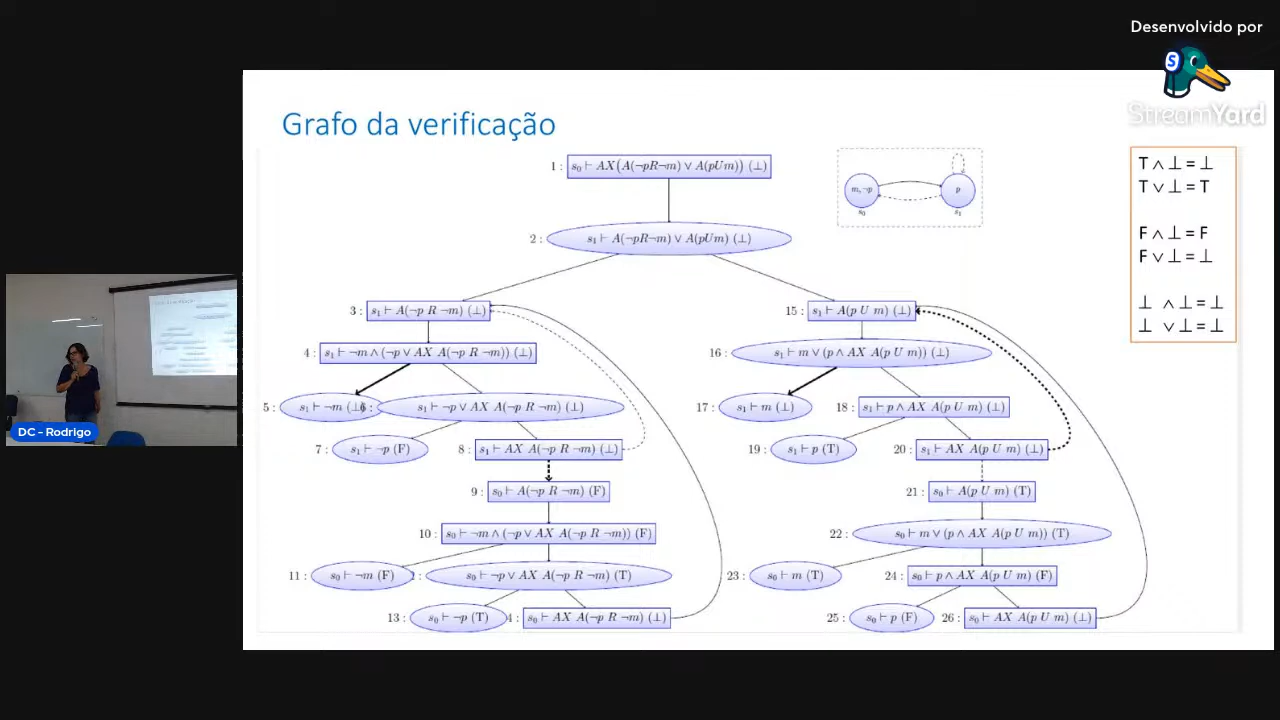 Desenvolvido por
StreamYard
Grafo da verificação
1 : s₀ ⊢ AX(A(¬pR¬m) ∨ A(pUm)) (⊥)
2 : s₁ ⊢ A(¬pR¬m) ∨ A(pUm) (⊥)
m,¬p
s₀
p
s₁
T ∧ ⊥ = ⊥
T ∨ ⊥ = T
F ∧ ⊥ = F
F ∨ ⊥ = ⊥
⊥ ∧ ⊥ = ⊥
⊥ ∨ ⊥ = ⊥
3 : s₁ ⊢ A(¬p R ¬m) (⊥)
4 : s₁ ⊢ ¬m ∧ (¬p ∨ AX A(¬p R ¬m)) (⊥)
5 : s₁ ⊢ ¬m (⊥)
6 : s₁ ⊢ ¬p ∨ AX A(¬p R ¬m) (⊥)
7 : s₁ ⊢ ¬p (F)
8 : s₁ ⊢ AX A(¬p R ¬m) (⊥)
9 : s₀ ⊢ A(¬p R ¬m) (F)
10 : s₀ ⊢ ¬m ∧ (¬p ∨ AX A(¬p R ¬m)) (F)
11 : s₀ ⊢ ¬m (F)
: s₀ ⊢ ¬p ∨ AX A(¬p R ¬m) (T)
13 : s₀ ⊢ ¬p (T)
4 : s₀ ⊢ AX A(¬p R ¬m) (⊥)
15 : s₁ ⊢ A(p U m) (⊥)
16 : s₁ ⊢ m ∨ (p ∧ AX A(p U m)) (⊥)
17 : s₁ ⊢ m (⊥)
18 : s₁ ⊢ p ∧ AX A(p U m) (⊥)
19 : s₁ ⊢ p (T)
20 : s₁ ⊢ AX A(p U m) (⊥)
21 : s₀ ⊢ A(p U m) (T)
22 : s₀ ⊢ m ∨ (p ∧ AX A(p U m)) (T)
23 : s₀ ⊢ m (T)
24 : s₀ ⊢ p ∧ AX A(p U m) (F)
25 : s₀ ⊢ p (F)
26 : s₀ ⊢ AX A(p U m) (⊥)
DC - Rodrigo